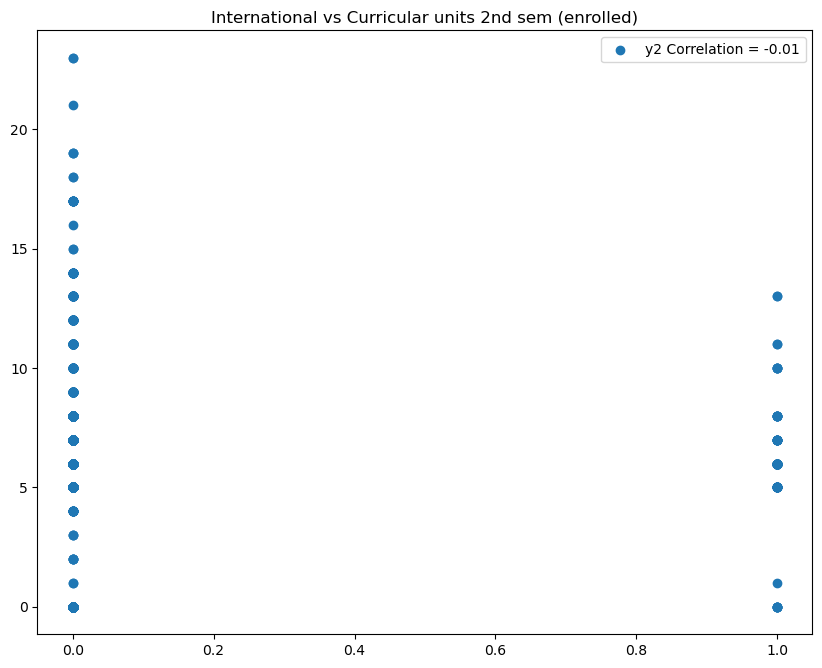 International vs Curricular units 2nd sem (enrolled)
y2 Correlation = -0.01
20
15
10
5
0
0.0 0.2 0.4 0.6 0.8 1.0